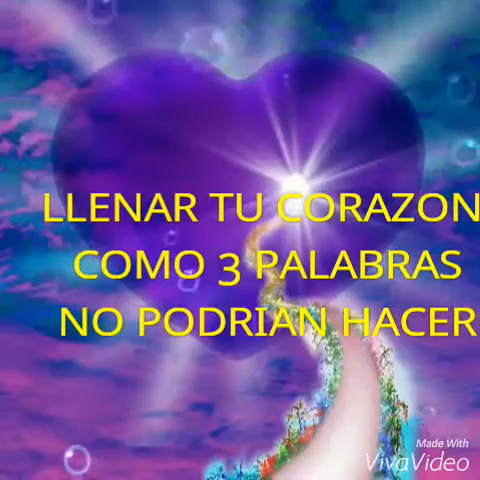 LLENAR TU CORAZON
COMO 3 PALABRAS
NO PODRIAN HACER
Made With
VivaVideo